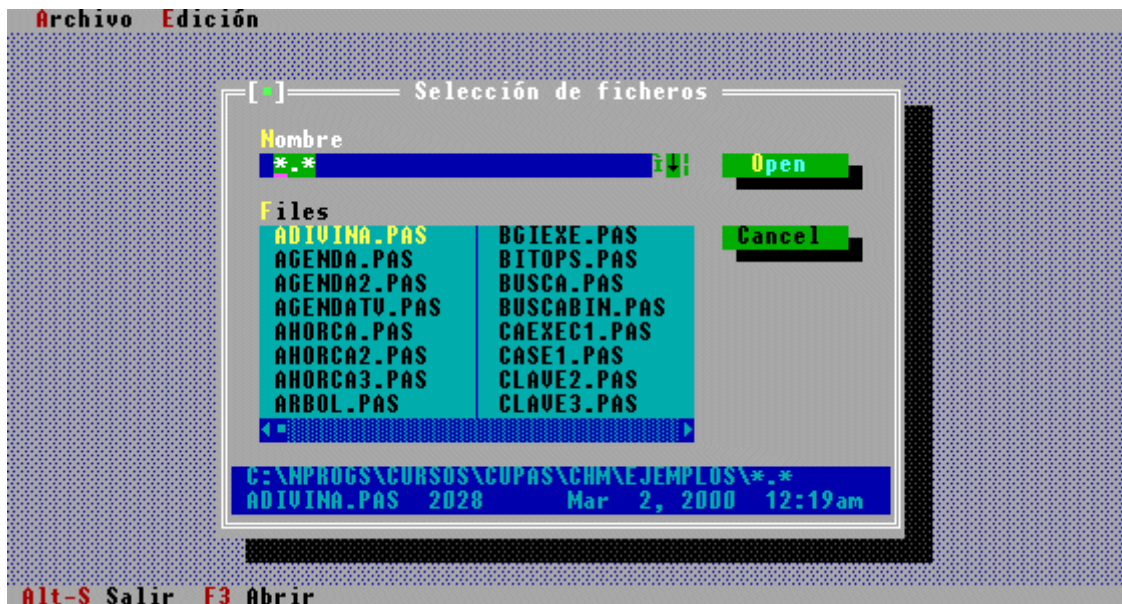 Archivo Edición
[■] Selección de ficheros
Nombre
*.*
Open
Files
ADIVINA.PAS BGIEXE.PAS
Cancel
AGENDA.PAS BITOPS.PAS
AGENDA2.PAS BUSCA.PAS
AGENDATV.PAS BUSCABIN.PAS
AHORCA.PAS CAEXEC1.PAS
AHORCA2.PAS CASE1.PAS
AHORCA3.PAS CLAVE2.PAS
ARBOL.PAS CLAVE3.PAS
C:\NPROGS\CURSOS\CUPAS\CHM\EJEMPLOS\*.*
ADIVINA.PAS 2028 Mar 2, 2000 12:19am
Alt-S Salir F3 Abrir